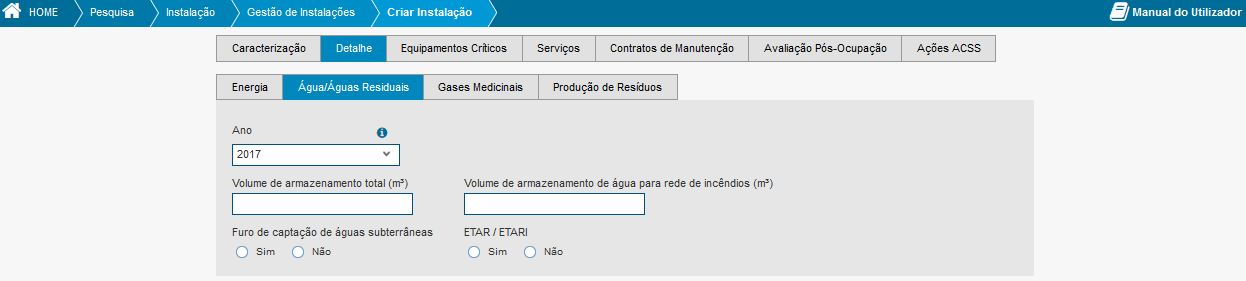 HOME Pesquisa Instalação Gestão de Instalações Criar Instalação Manual do Utilizador
Caracterização Detalhe Equipamentos Críticos Serviços Contratos de Manutenção Avaliação Pós-Ocupação Ações ACSS
Energia Água/Águas Residuais Gases Medicinais Produção de Resíduos
Ano
2017
Volume de armazenamento total (m³) Volume de armazenamento de água para rede de incêndios (m³)
Furo de captação de águas subterrâneas ETAR / ETARI
Sim Não Sim Não